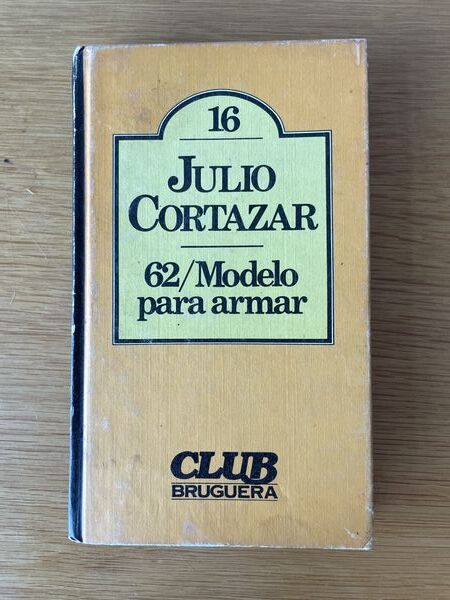 16
JULIO
CORTAZAR
62/Modelo
para armar
CLUB
BRUGUERA